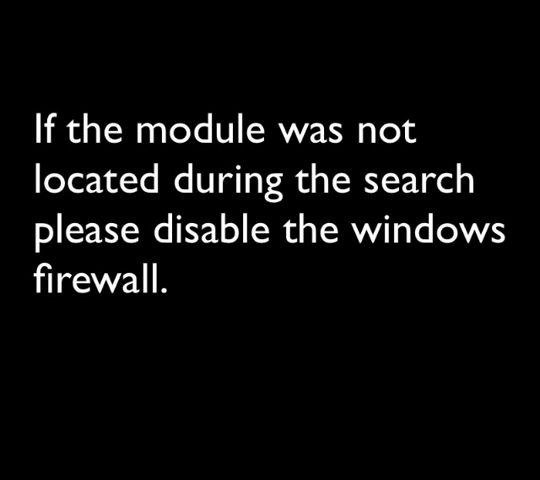 If the module was not
located during the search
please disable the windows
firewall.